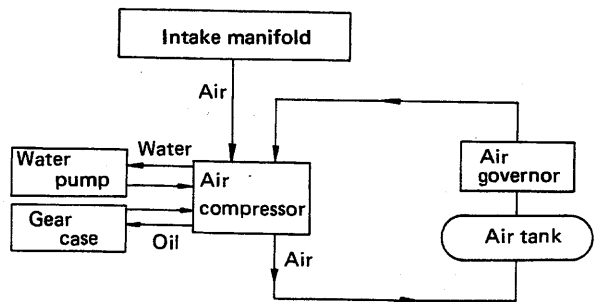 Intake manifold
Air
Water
Water
pump
Air
compressor
Air
governor
Gear
case
Oil
Air tank
Air